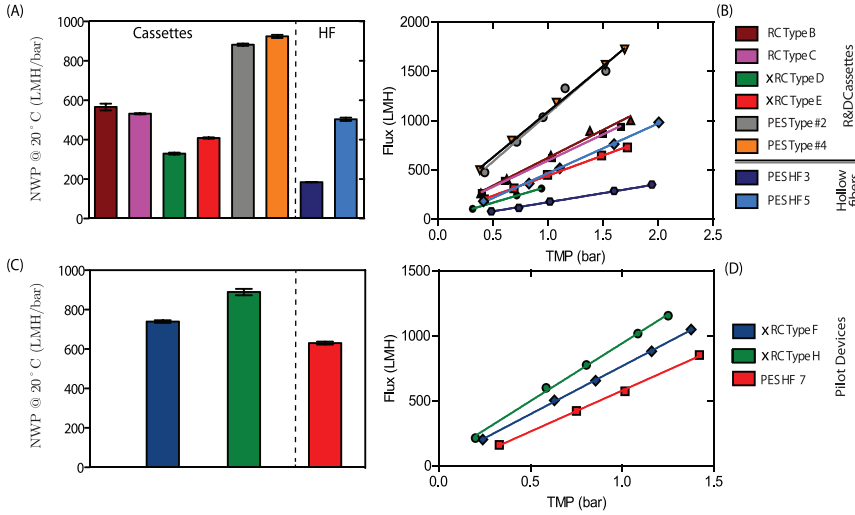 (A)
Cassettes
HF
NWP @ 20°C (LMH/bar)
1000
800
600
400
200
0
(B)
Flux (LMH)
2000
1500
1000
500
0
0.0 0.5 1.0 1.5 2.0 2.5
TMP (bar)
RC Type B
RC Type C
xRC Type D
xRC Type E
PES Type #2
PES Type #4
R&D Cassettes
PES HF 3
PES HF 5
Hollow
fibers
(C)
NWP @ 20°C (LMH/bar)
1000
800
600
400
200
0
(D)
Flux (LMH)
1500
1000
500
0
0.0 0.5 1.0 1.5
TMP (bar)
xRC Type F
xRC Type H
PES HF 7
Pilot Devices